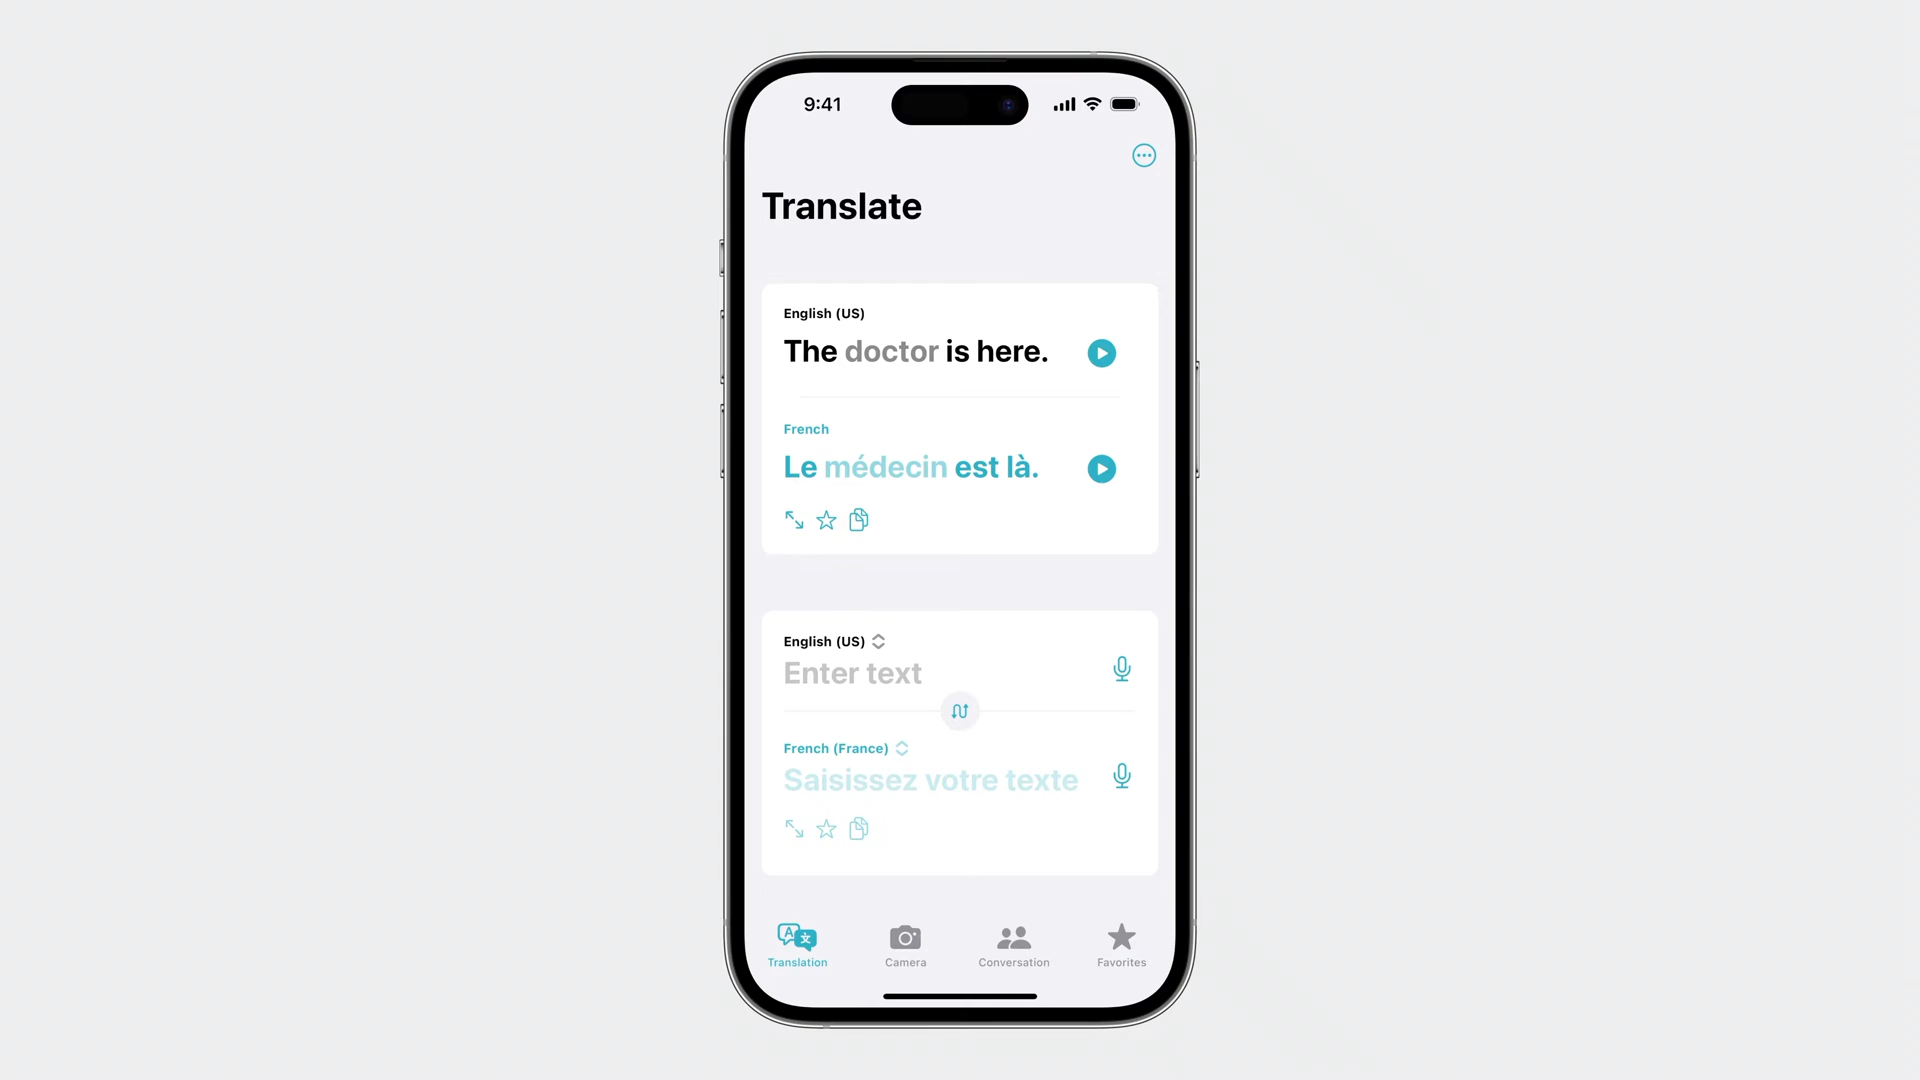 9:41
Translate
English (US)
The doctor is here.
French
Le médecin est là.
English (US)
Enter text
French (France)
Saisissez votre texte
A 文
Translation
Camera
Conversation
Favorites